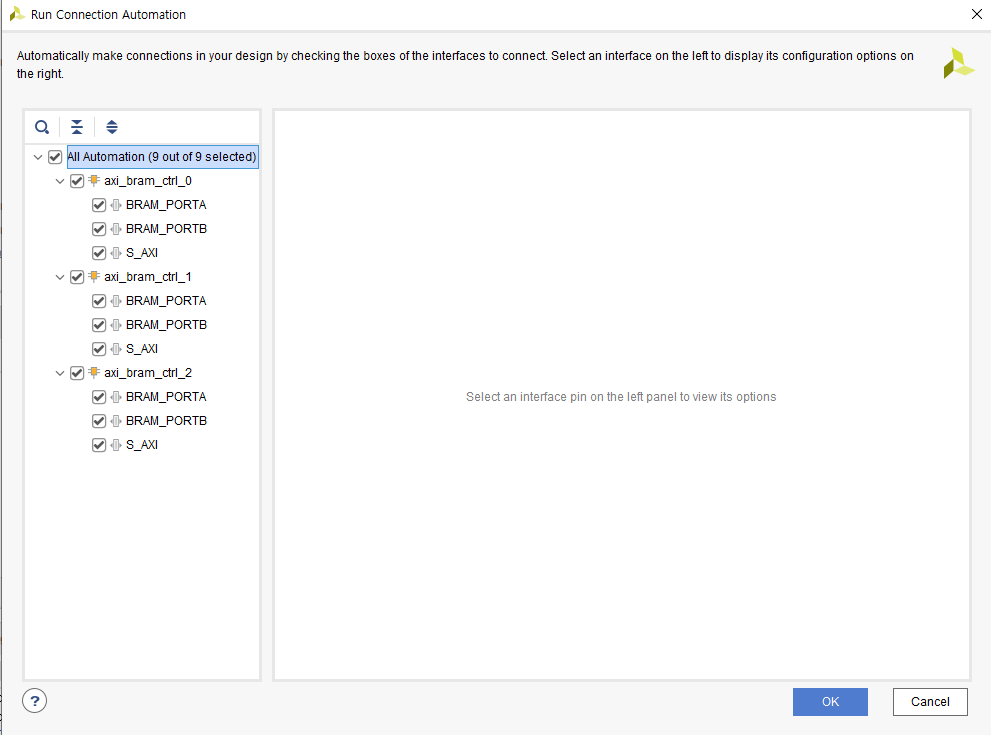 Run Connection Automation
Automatically make connections in your design by checking the boxes of the interfaces to connect. Select an interface on the left to display its configuration options on
the right.
All Automation (9 out of 9 selected)
axi_bram_ctrl_0
BRAM_PORTA
BRAM_PORTB
S_AXI
axi_bram_ctrl_1
BRAM_PORTA
BRAM_PORTB
S_AXI
axi_bram_ctrl_2
BRAM_PORTA
BRAM_PORTB
S_AXI
Select an interface pin on the left panel to view its options
?
OK
Cancel